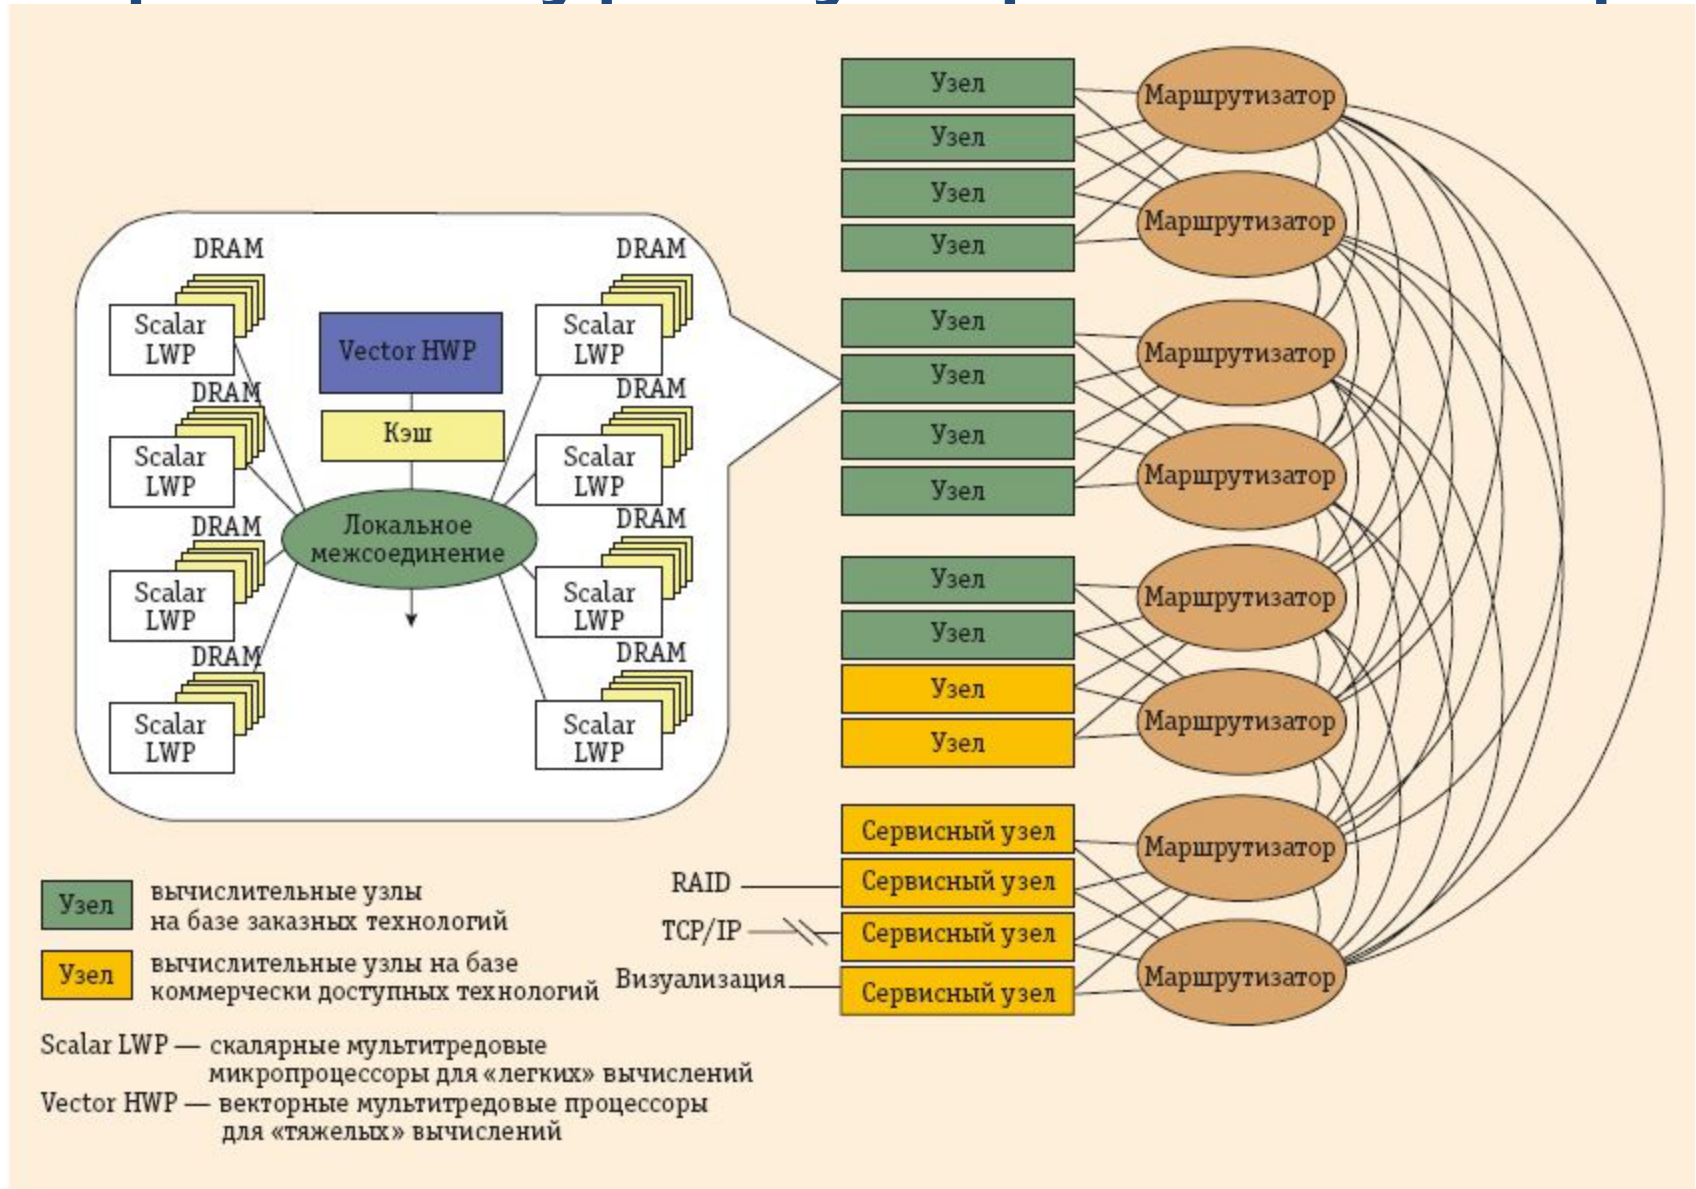 DRAM
Scalar
LWP
DRAM
Scalar
LWP
DRAM
Scalar
LWP
DRAM
Scalar
LWP
Vector HWP
Кэш
Локальное
межсоединение
DRAM
Scalar
LWP
DRAM
Scalar
LWP
DRAM
Scalar
LWP
DRAM
Scalar
LWP
Узел
Узел
Узел
Узел
Узел
Узел
Узел
Узел
Узел
Узел
Узел
Узел
Сервисный узел
Сервисный узел
Сервисный узел
Сервисный узел
RAID
TCP/IP
Визуализация
Маршрутизатор
Маршрутизатор
Маршрутизатор
Маршрутизатор
Маршрутизатор
Маршрутизатор
Маршрутизатор
Маршрутизатор
Узел
вычислительные узлы
на базе заказных технологий
Узел
вычислительные узлы на базе
коммерчески доступных технологий
Scalar LWP — скалярные мультитредовые
микропроцессоры для «легких» вычислений
Vector HWP — векторные мультитредовые процессоры
для «тяжелых» вычислений